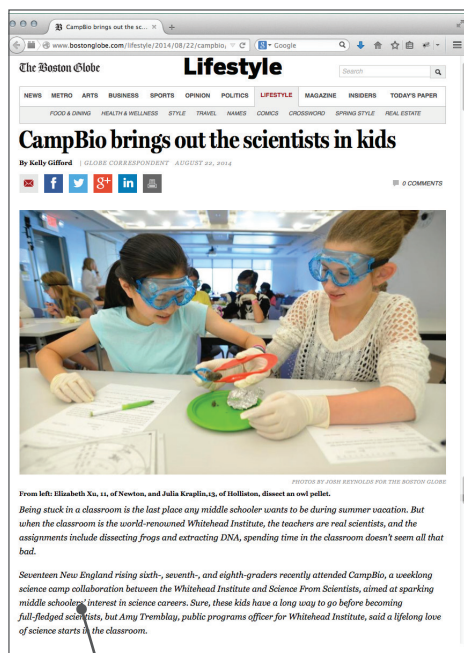 CampBio brings out the sc...
www.bostonglobe.com/lifestyle/2014/08/22/campbio,
Google
The Boston Globe
Lifestyle
Search
NEWS METRO ARTS BUSINESS SPORTS OPINION POLITICS LIFESTYLE MAGAZINE INSIDERS TODAY'S PAPER
FOOD & DINING HEALTH & WELLNESS STYLE TRAVEL NAMES COMICS CROSSWORD SPRING STYLE REAL ESTATE
CampBio brings out the scientists in kids
By Kelly Gifford | GLOBE CORRESPONDENT AUGUST 22, 2014
f 8+ in
0 COMMENTS
PHOTOS BY JOSH REYNOLDS FOR THE BOSTON GLOBE
From left: Elizabeth Xu, 11, of Newton, and Julia Kraplin,13, of Holliston, dissect an owl pellet.
Being stuck in a classroom is the last place any middle schooler wants to be during summer vacation. But
when the classroom is the world-renowned Whitehead Institute, the teachers are real scientists, and the
assignments include dissecting frogs and extracting DNA, spending time in the classroom doesn't seem all that
bad.
Seventeen New England rising sixth-, seventh-, and eighth-graders recently attended CampBio, a weeklong
science camp collaboration between the Whitehead Institute and Science From Scientists, aimed at sparking
middle schoolers' interest in science careers. Sure, these kids have a long way to go before becoming
full-fledged scientists, but Amy Tremblay, public programs officer for Whitehead Institute, said a lifelong love
of science starts in the classroom.